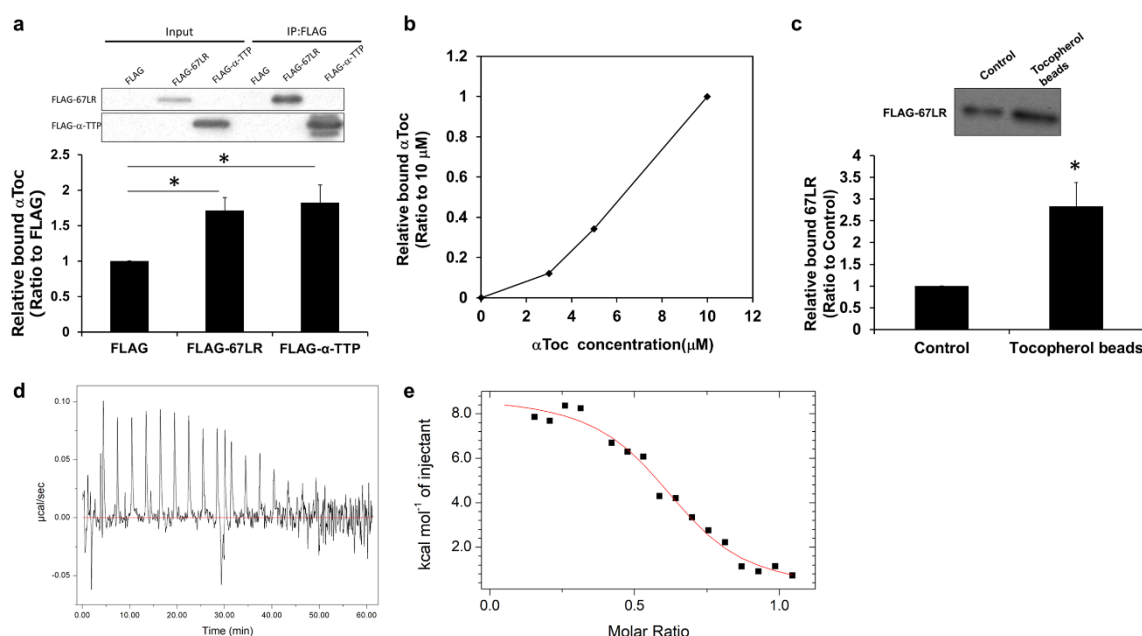 a
Input
IP:FLAG
FLAG
FLAG-67LR
FLAG-α-TTP
FLAG
FLAG-67LR
FLAG-α-TTP
FLAG-67LR
FLAG-α-TTP
Relative bound αToc
(Ratio to FLAG)
2.5
2
1.5
1
0.5
0
*
*
FLAG
FLAG-67LR
FLAG-α-TTP
b
Relative bound αToc
(Ratio to 10 μM)
1.2
1
0.8
0.6
0.4
0.2
0
0
2
4
6
8
10
12
αToc concentration(μM)
c
Control
Tocopherol
beads
FLAG-67LR
Relative bound 67LR
(Ratio to Control)
4
3.5
3
2.5
2
1.5
1
0.5
0
*
Control
Tocopherol beads
d
μcal/sec
0.10
0.05
0.00
-0.05
0.00
10.00
20.00
30.00
40.00
50.00
60.00
Time (min)
e
kcal mol⁻¹ of injectant
8.0
6.0
4.0
2.0
0.0
0.5
1.0
Molar Ratio